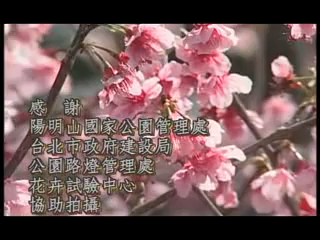 感謝
陽明山國家公園管理處
台北市政府建設局
公園路燈管理處
花卉試驗中心
協助拍攝